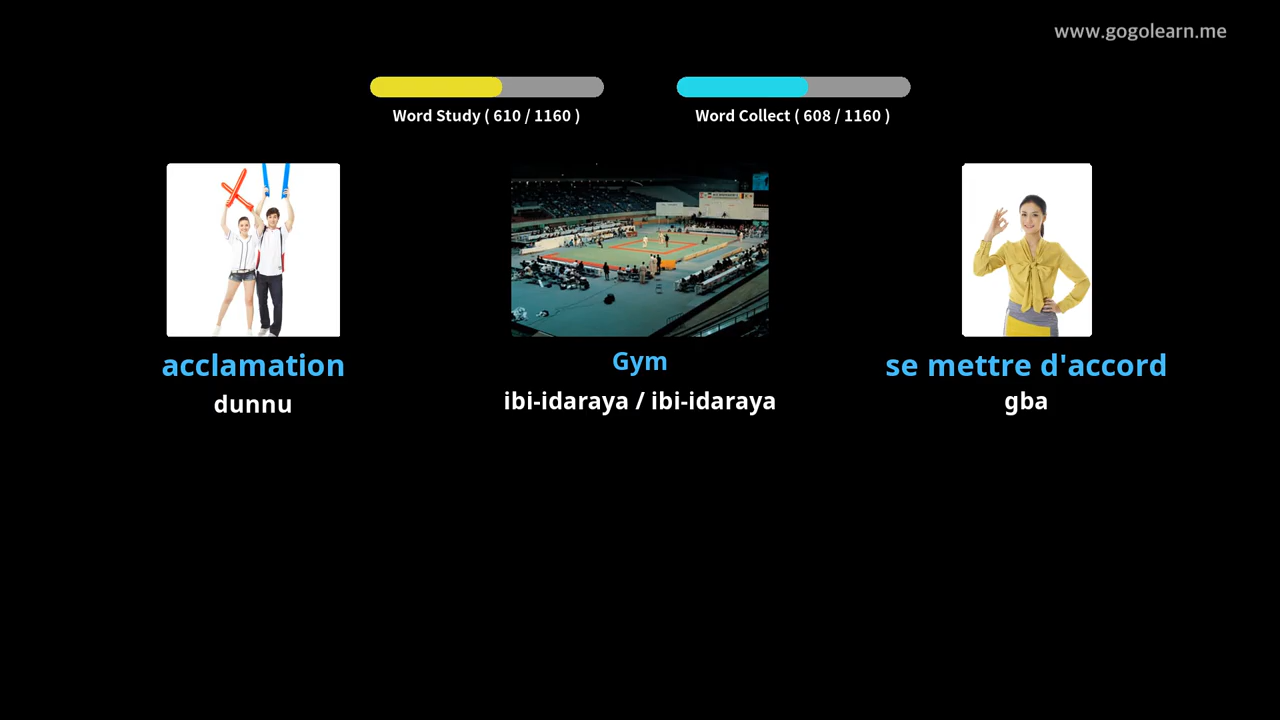 www.gogolearn.me
Word Study ( 610 / 1160 )
Word Collect ( 608 / 1160 )
acclamation
dunnu
Gym
ibi-idaraya / ibi-idaraya
se mettre d'accord
gba